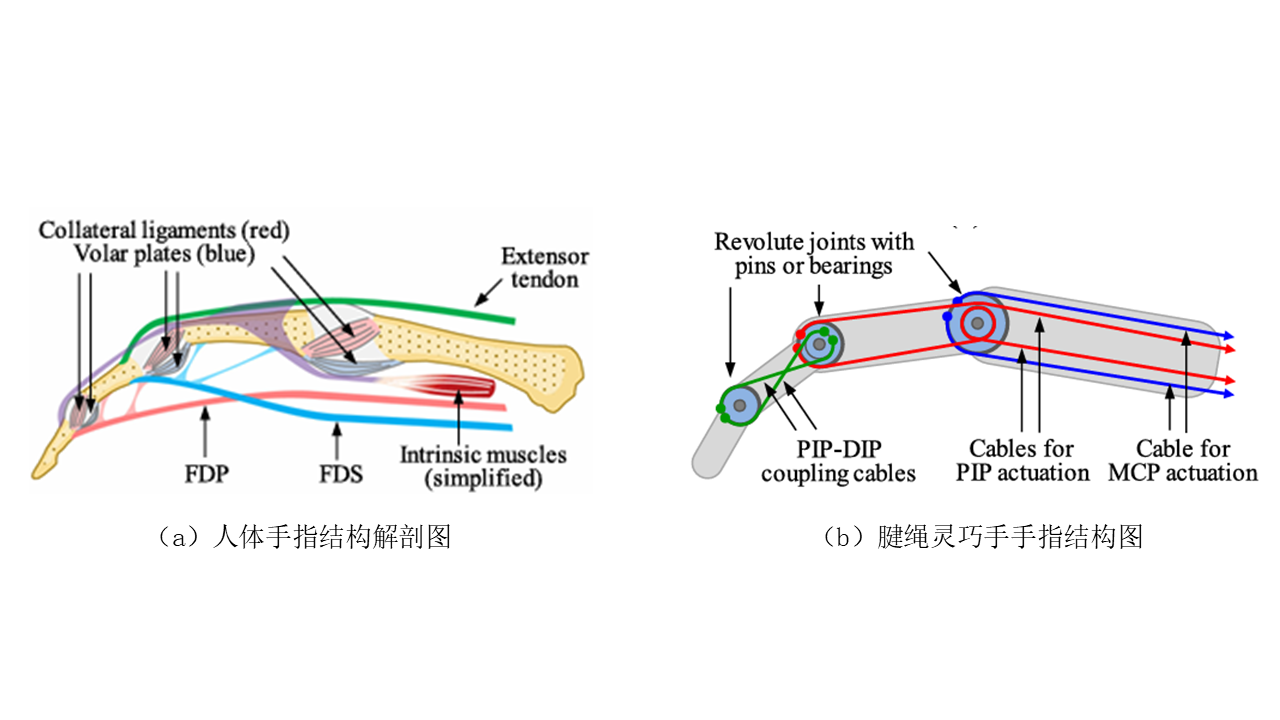 Collateral ligaments (red)
Volar plates (blue)
Extensor
tendon
FDP
FDS
Intrinsic muscles
(simplified)
（a）人体手指结构解剖图
Revolute joints with
pins or bearings
PIP-DIP
coupling cables
Cables for
PIP actuation
Cable for
MCP actuation
（b）腱绳灵巧手手指结构图